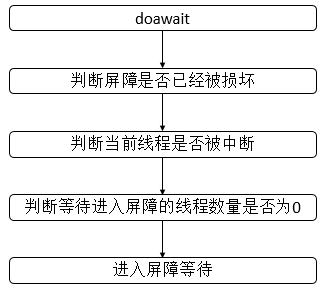 doawait
判断屏障是否已经被损坏
判断当前线程是否被中断
判断等待进入屏障的线程数量是否为0
进入屏障等待